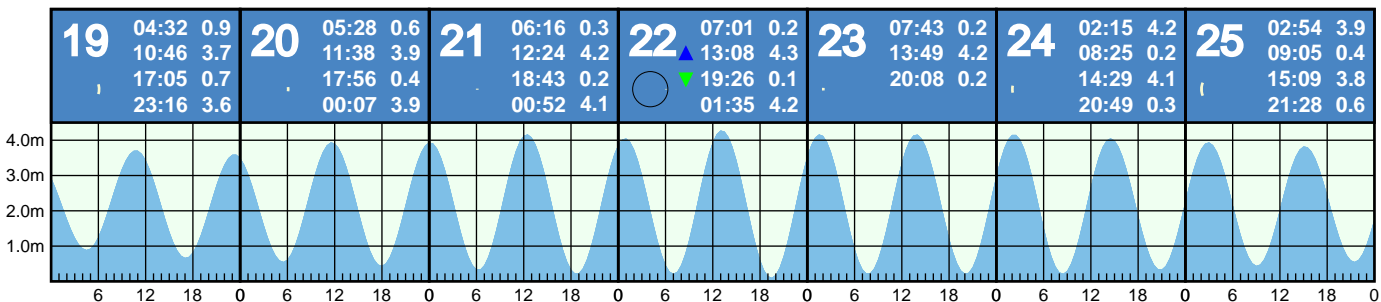 19 04:32 0.9 20 05:28 0.6 21 06:16 0.3 22 07:01 0.2 23 07:43 0.2 24 02:15 4.2 25 02:54 3.9
10:46 3.7 11:38 3.9 12:24 4.2 13:08 4.3 13:49 4.2 08:25 0.2 09:05 0.4
17:05 0.7 17:56 0.4 18:43 0.2 19:26 0.1 20:08 0.2 14:29 4.1 15:09 3.8
23:16 3.6 00:07 3.9 00:52 4.1 01:35 4.2 20:49 0.3 21:28 0.6
4.0m
3.0m
2.0m
1.0m
6 12 18 0 6 12 18 0 6 12 18 0 6 12 18 0 6 12 18 0 6 12 18 0 6 12 18 0